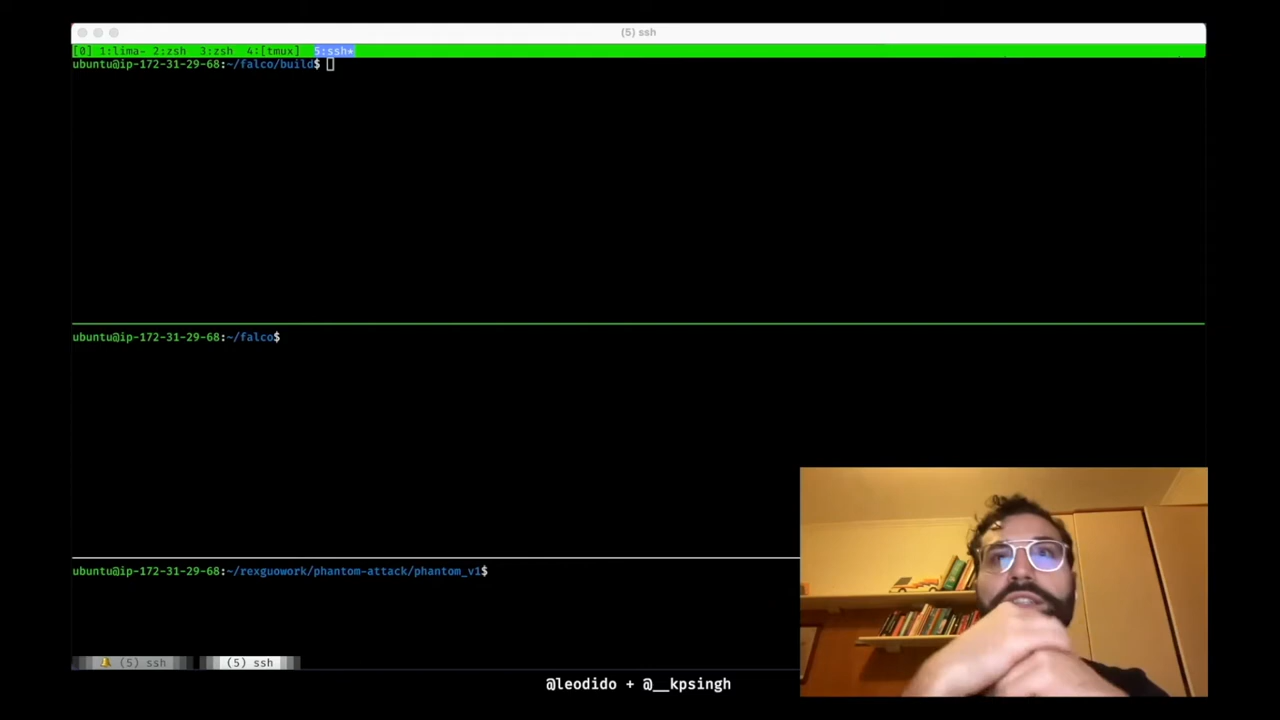 (5) ssh
[0] 1:lima- 2:zsh 3:zsh 4:[tmux] 5:ssh*
ubuntu@ip-172-31-29-68:~/falco/build$
ubuntu@ip-172-31-29-68:~/falco$
ubuntu@ip-172-31-29-68:~/rexguowork/phantom-attack/phantom_v1$
(5) ssh (5) ssh
@leodido + @__kpsingh